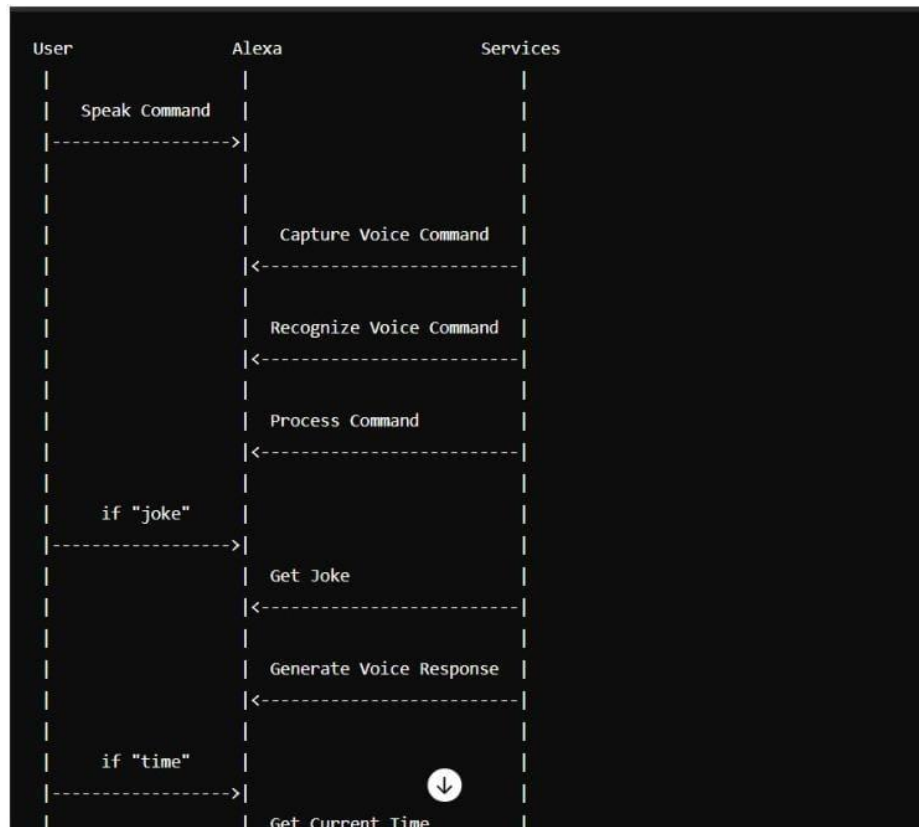 User Alexa Services
Speak Command
Capture Voice Command
Recognize Voice Command
Process Command
if "joke"
Get Joke
Generate Voice Response
if "time"
Get Current Time